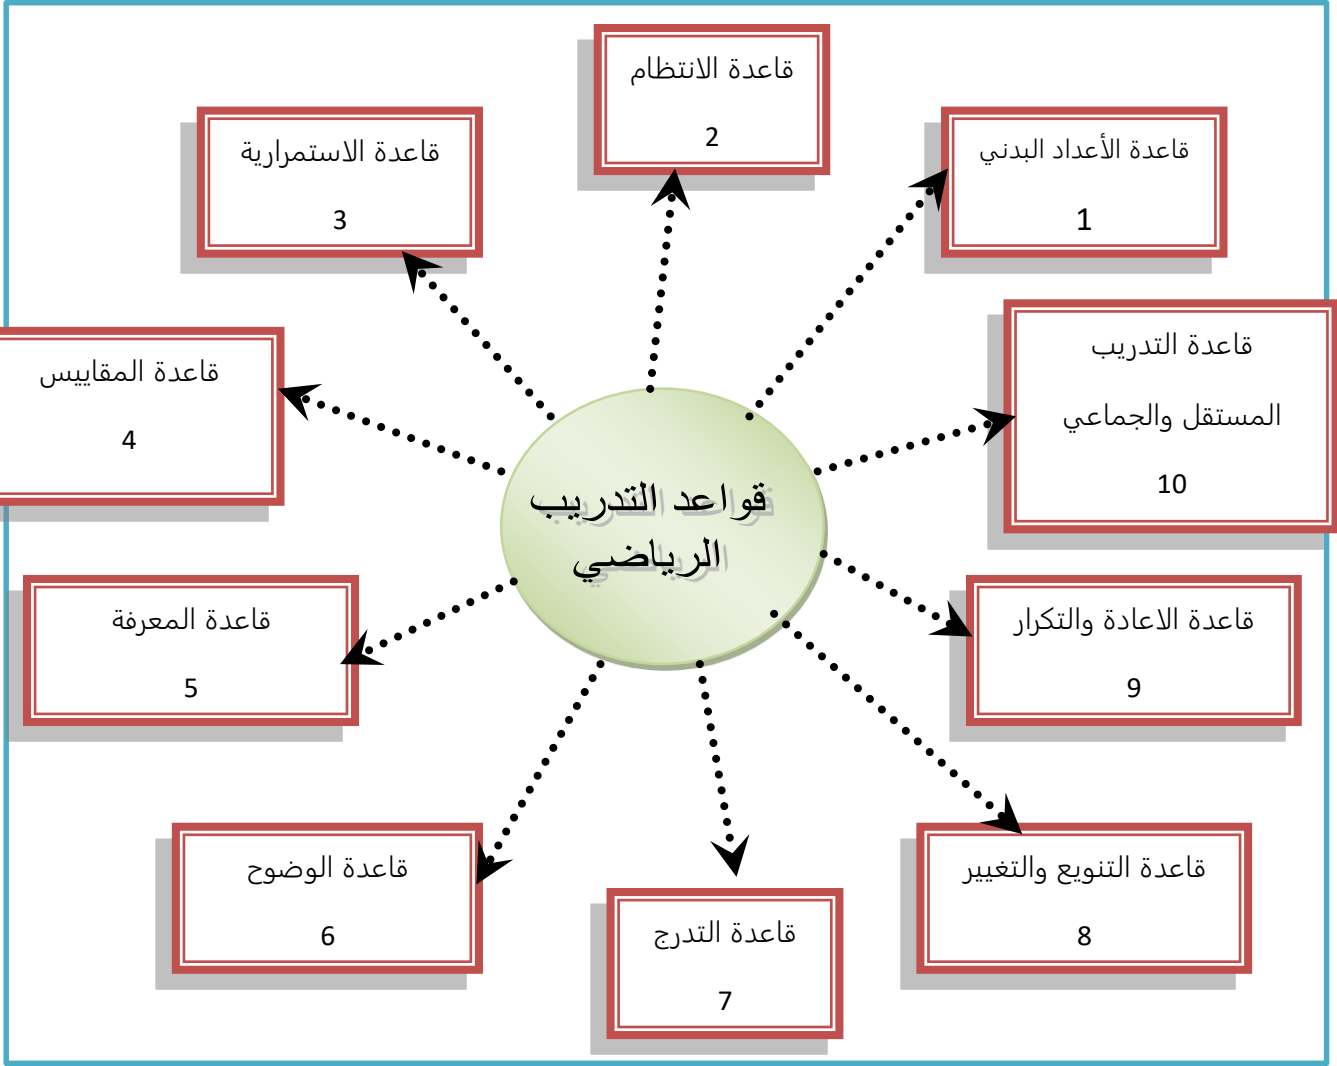 قواعد التدريب
الرياضي
قاعدة الأعداد البدني
1
قاعدة الانتظام
2
قاعدة الاستمرارية
3
قاعدة المقاييس
4
قاعدة المعرفة
5
قاعدة الوضوح
6
قاعدة التدرج
7
قاعدة التنويع والتغيير
8
قاعدة الاعادة والتكرار
9
قاعدة التدريب
المستقل والجماعي
10